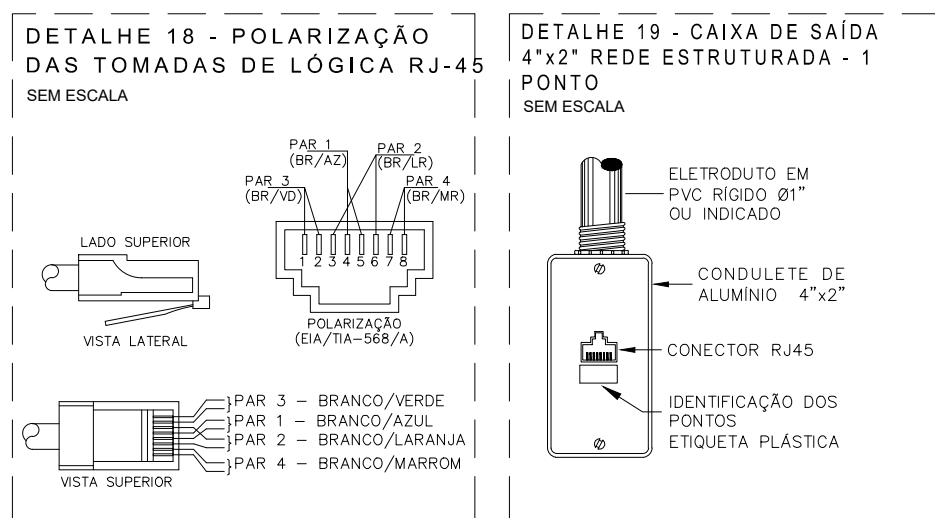 DETALHE 18 - POLARIZAÇÃO
DAS TOMADAS DE LÓGICA RJ-45
SEM ESCALA
PAR 1
(BR/AZ)
PAR 2
(BR/LR)
PAR 3
(BR/VD)
PAR 4
(BR/MR)
1 2 3 4 5 6 7 8
POLARIZAÇÃO
(EIA/TIA-568/A)
LADO SUPERIOR
VISTA LATERAL
PAR 3 - BRANCO/VERDE
PAR 1 - BRANCO/AZUL
PAR 2 - BRANCO/LARANJA
PAR 4 - BRANCO/MARROM
VISTA SUPERIOR
DETALHE 19 - CAIXA DE SAÍDA
4"x2" REDE ESTRUTURADA - 1
PONTO
SEM ESCALA
ELETRODUTO EM
PVC RÍGIDO Ø1"
OU INDICADO
CONDULETE DE
ALUMÍNIO 4"x2"
CONECTOR RJ45
IDENTIFICAÇÃO DOS
PONTOS
ETIQUETA PLÁSTICA